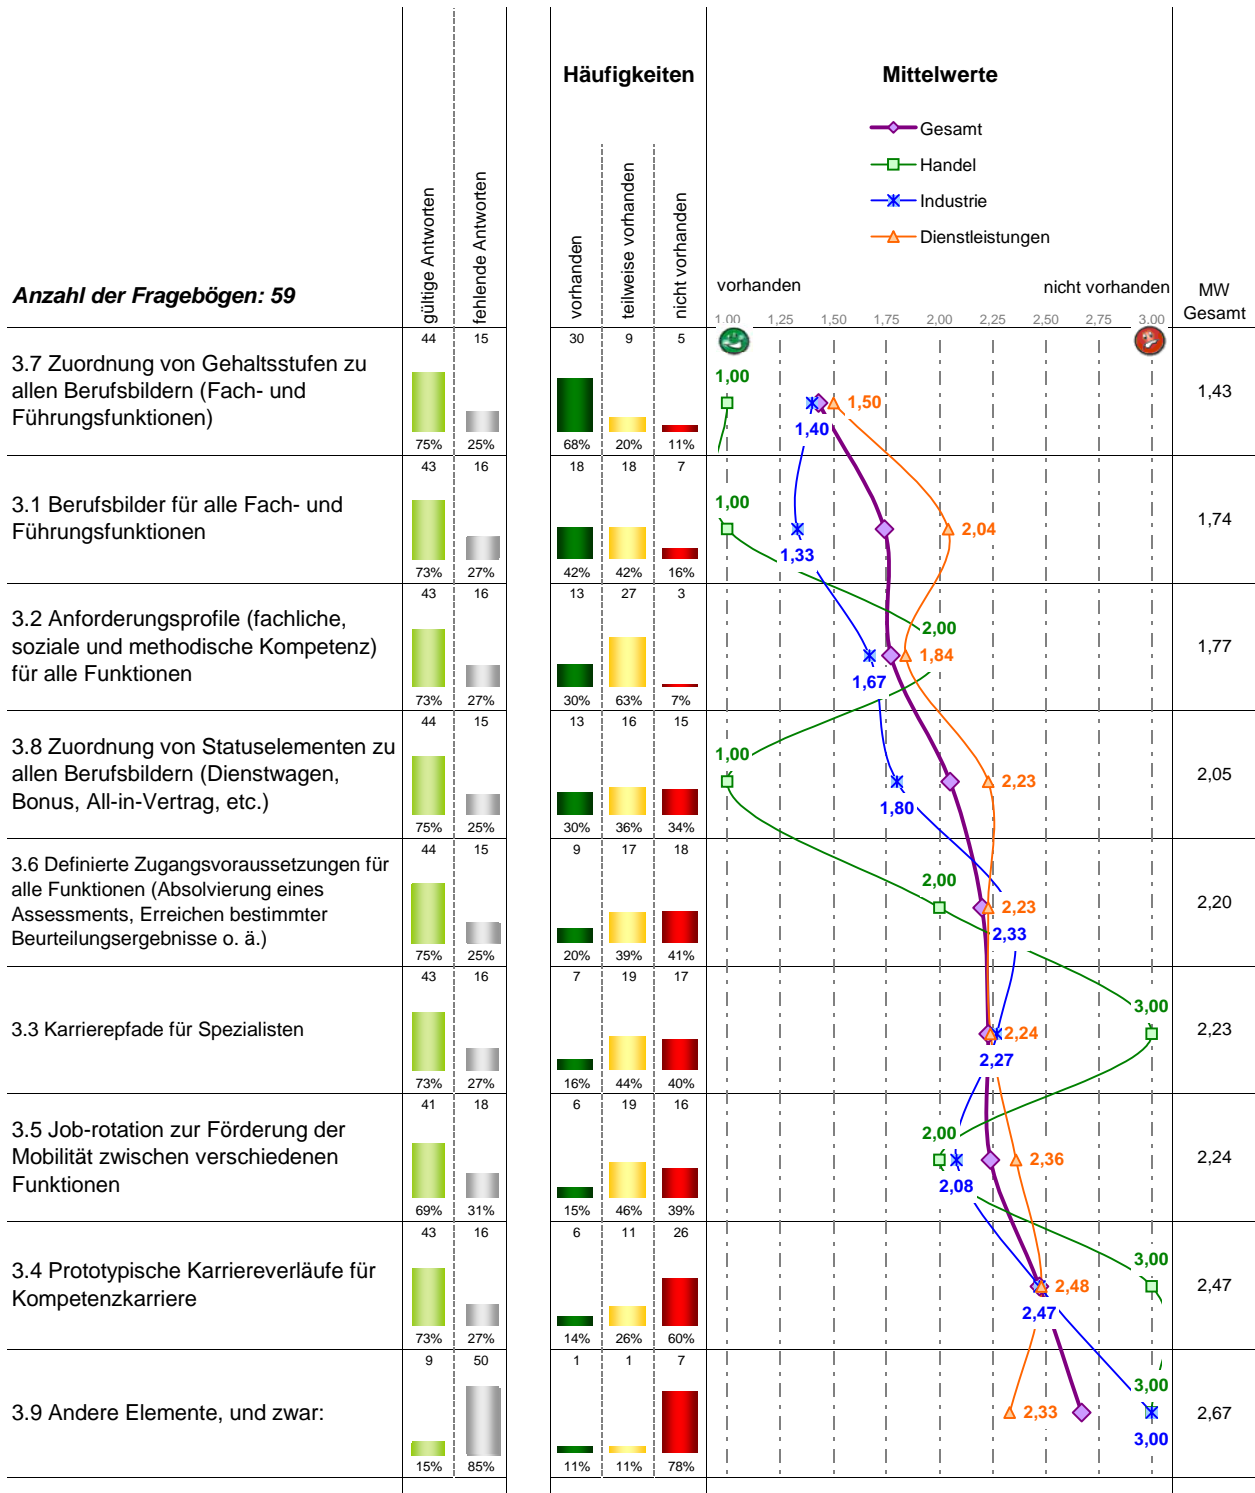 Häufigkeiten
Mittelwerte
Gesamt
Handel
Industrie
Dienstleistungen
Anzahl der Fragebögen: 59
gültige Antworten
fehlende Antworten
vorhanden
teilweise vorhanden
nicht vorhanden
vorhanden
nicht vorhanden
MW
Gesamt
1,00 1,25 1,50 1,75 2,00 2,25 2,50 2,75 3,00
44 15 30 9 5
3.7 Zuordnung von Gehaltsstufen zu
allen Berufsbildern (Fach- und
Führungsfunktionen)
75% 25% 68% 20% 11%
1,00
1,40
1,50
1,43
43 16 18 18 7
3.1 Berufsbilder für alle Fach- und
Führungsfunktionen
73% 27% 42% 42% 16%
1,00
1,33
2,04
1,74
43 16 13 27 3
3.2 Anforderungsprofile (fachliche,
soziale und methodische Kompetenz)
für alle Funktionen
73% 27% 30% 63% 7%
2,00
1,84
1,67
1,77
44 15 13 16 15
3.8 Zuordnung von Statuselementen zu
allen Berufsbildern (Dienstwagen,
Bonus, All-in-Vertrag, etc.)
75% 25% 30% 36% 34%
1,00
1,80
2,23
2,05
44 15 9 17 18
3.6 Definierte Zugangsvoraussetzungen für
alle Funktionen (Absolvierung eines
Assessments, Erreichen bestimmter
Beurteilungsergebnisse o. ä.)
75% 25% 20% 39% 41%
2,00
2,23
2,33
2,20
43 16 7 19 17
3.3 Karrierepfade für Spezialisten
73% 27% 16% 44% 40%
3,00
2,24
2,27
2,23
41 18 6 19 16
3.5 Job-rotation zur Förderung der
Mobilität zwischen verschiedenen
Funktionen
69% 31% 15% 46% 39%
2,00
2,36
2,08
2,24
43 16 6 11 26
3.4 Prototypische Karriereverläufe für
Kompetenzkarriere
73% 27% 14% 26% 60%
3,00
2,48
2,47
2,47
9 50 1 1 7
3.9 Andere Elemente, und zwar:
15% 85% 11% 11% 78%
3,00
2,33
3,00
2,67